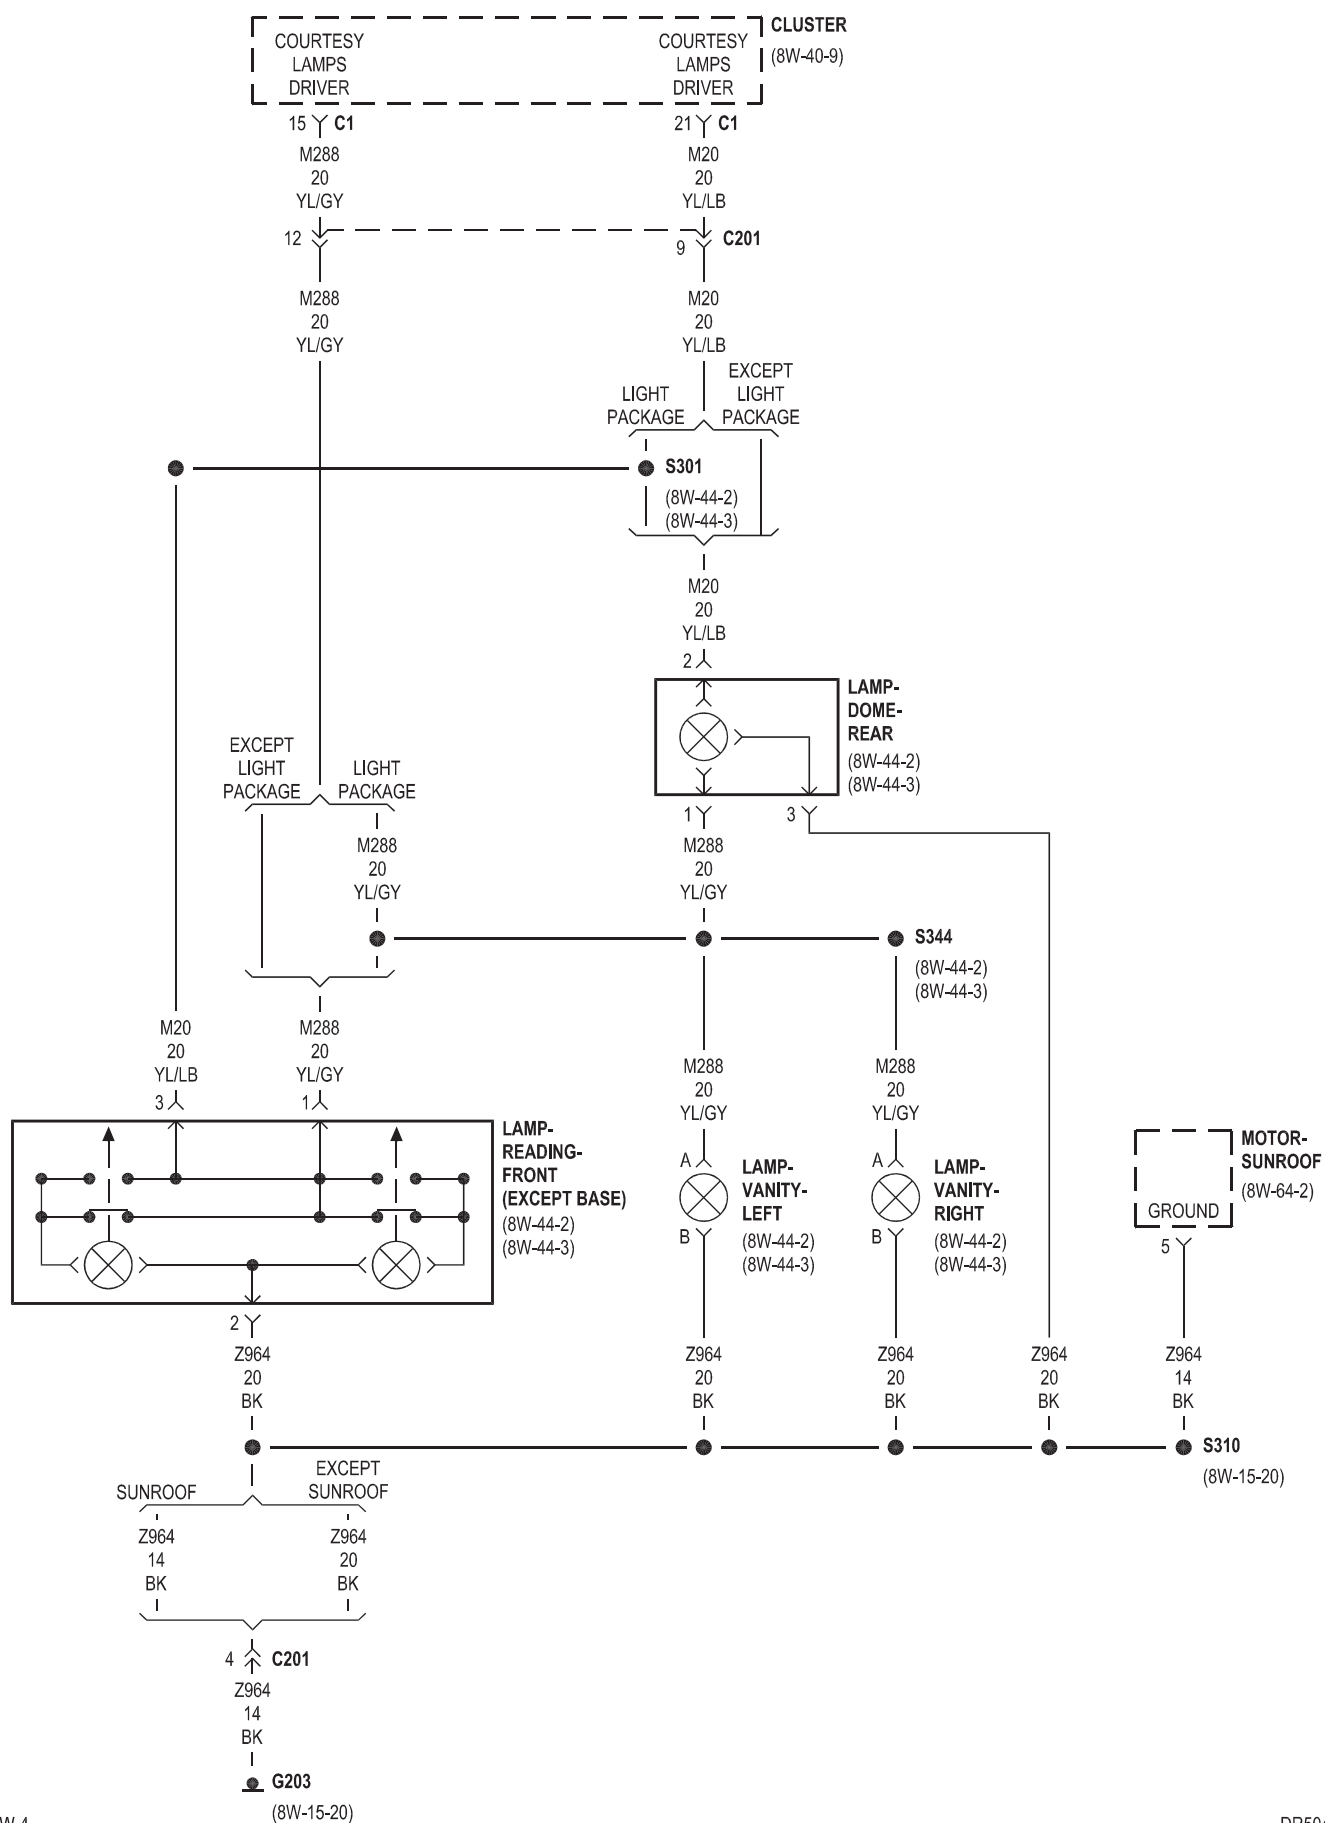 CLUSTER
(8W-40-9)
COURTESY
LAMPS
DRIVER
COURTESY
LAMPS
DRIVER
15 C1
21 C1
M288
20
YL/GY
M20
20
YL/LB
12
9
C201
M288
20
YL/GY
M20
20
YL/LB
LIGHT
PACKAGE
EXCEPT
LIGHT
PACKAGE
S301
(8W-44-2)
(8W-44-3)
M20
20
YL/LB
2
LAMP-
DOME-
REAR
(8W-44-2)
(8W-44-3)
1
3
EXCEPT
LIGHT
PACKAGE
LIGHT
PACKAGE
M288
20
YL/GY
M288
20
YL/GY
S344
(8W-44-2)
(8W-44-3)
M20
20
YL/LB
3
M288
20
YL/GY
1
M288
20
YL/GY
A
M288
20
YL/GY
A
LAMP-
READING-
FRONT
(EXCEPT BASE)
(8W-44-2)
(8W-44-3)
LAMP-
VANITY-
LEFT
(8W-44-2)
(8W-44-3)
B
LAMP-
VANITY-
RIGHT
(8W-44-2)
(8W-44-3)
B
MOTOR-
SUNROOF
(8W-64-2)
GROUND
5
2
Z964
20
BK
Z964
20
BK
Z964
20
BK
Z964
20
BK
Z964
14
BK
S310
(8W-15-20)
SUNROOF
EXCEPT
SUNROOF
Z964
14
BK
Z964
20
BK
4
C201
Z964
14
BK
G203
(8W-15-20)